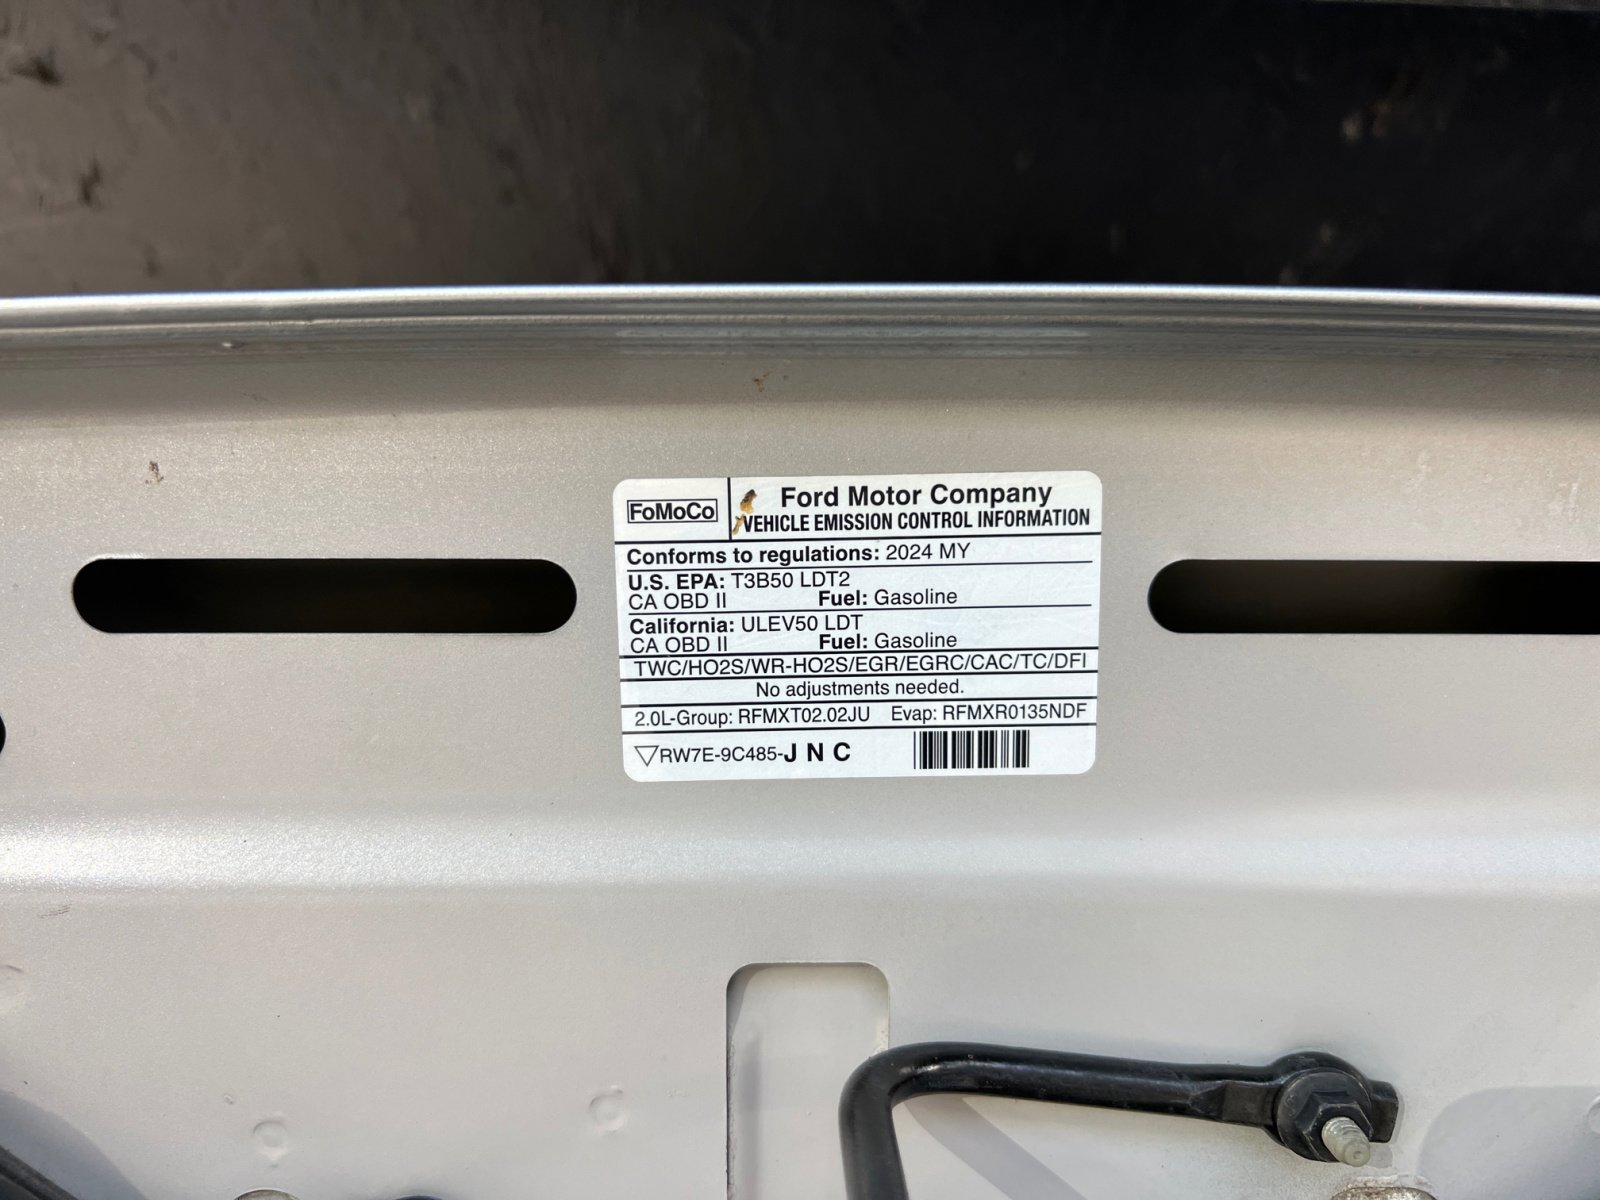 FoMoCo
Ford Motor Company
VEHICLE EMISSION CONTROL INFORMATION
Conforms to regulations: 2024 MY
U.S. EPA: T3B50 LDT2
CA OBD II Fuel: Gasoline
California: ULEV50 LDT
CA OBD II Fuel: Gasoline
TWC/HO2S/WR-HO2S/EGR/EGRC/CAC/TC/DFI
No adjustments needed.
2.0L-Group: RFMXT02.02JU Evap: RFMXR0135NDF
RW7E-9C485-J N C